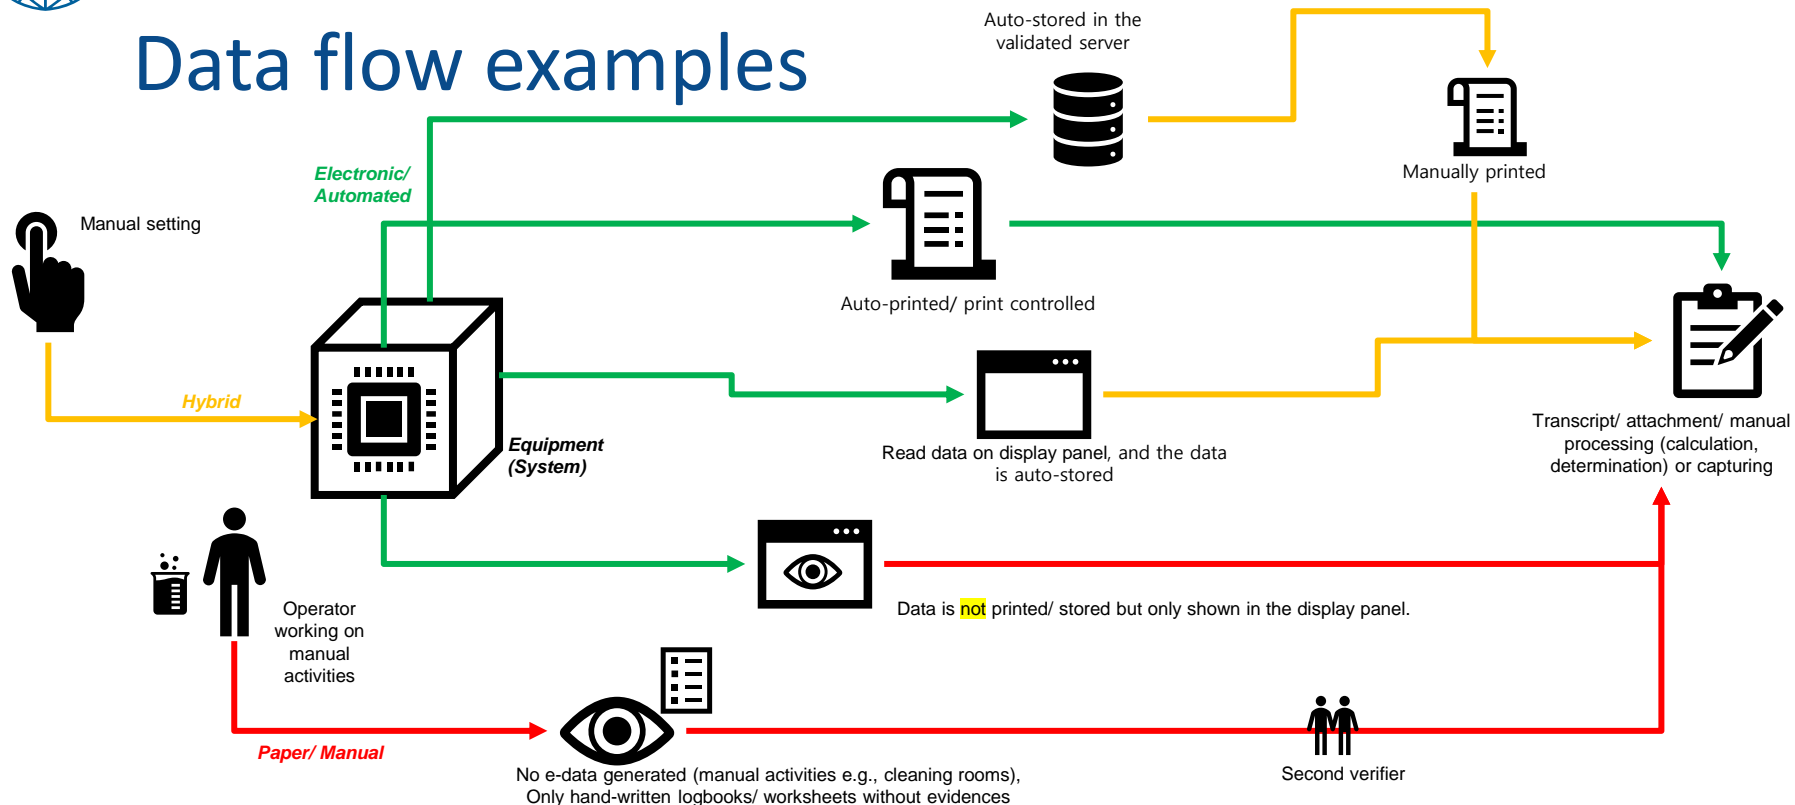 Data flow examples
Auto-stored in the
validated server
Manually printed
Electronic/
Automated
Manual setting
Auto-printed/ print controlled
Hybrid
Equipment
(System)
Read data on display panel, and the data
is auto-stored
Transcript/ attachment/ manual
processing (calculation,
determination) or capturing
Operator
working on
manual
activities
Data is not printed/ stored but only shown in the display panel.
Paper/ Manual
No e-data generated (manual activities e.g., cleaning rooms),
Only hand-written logbooks/ worksheets without evidences
Second verifier